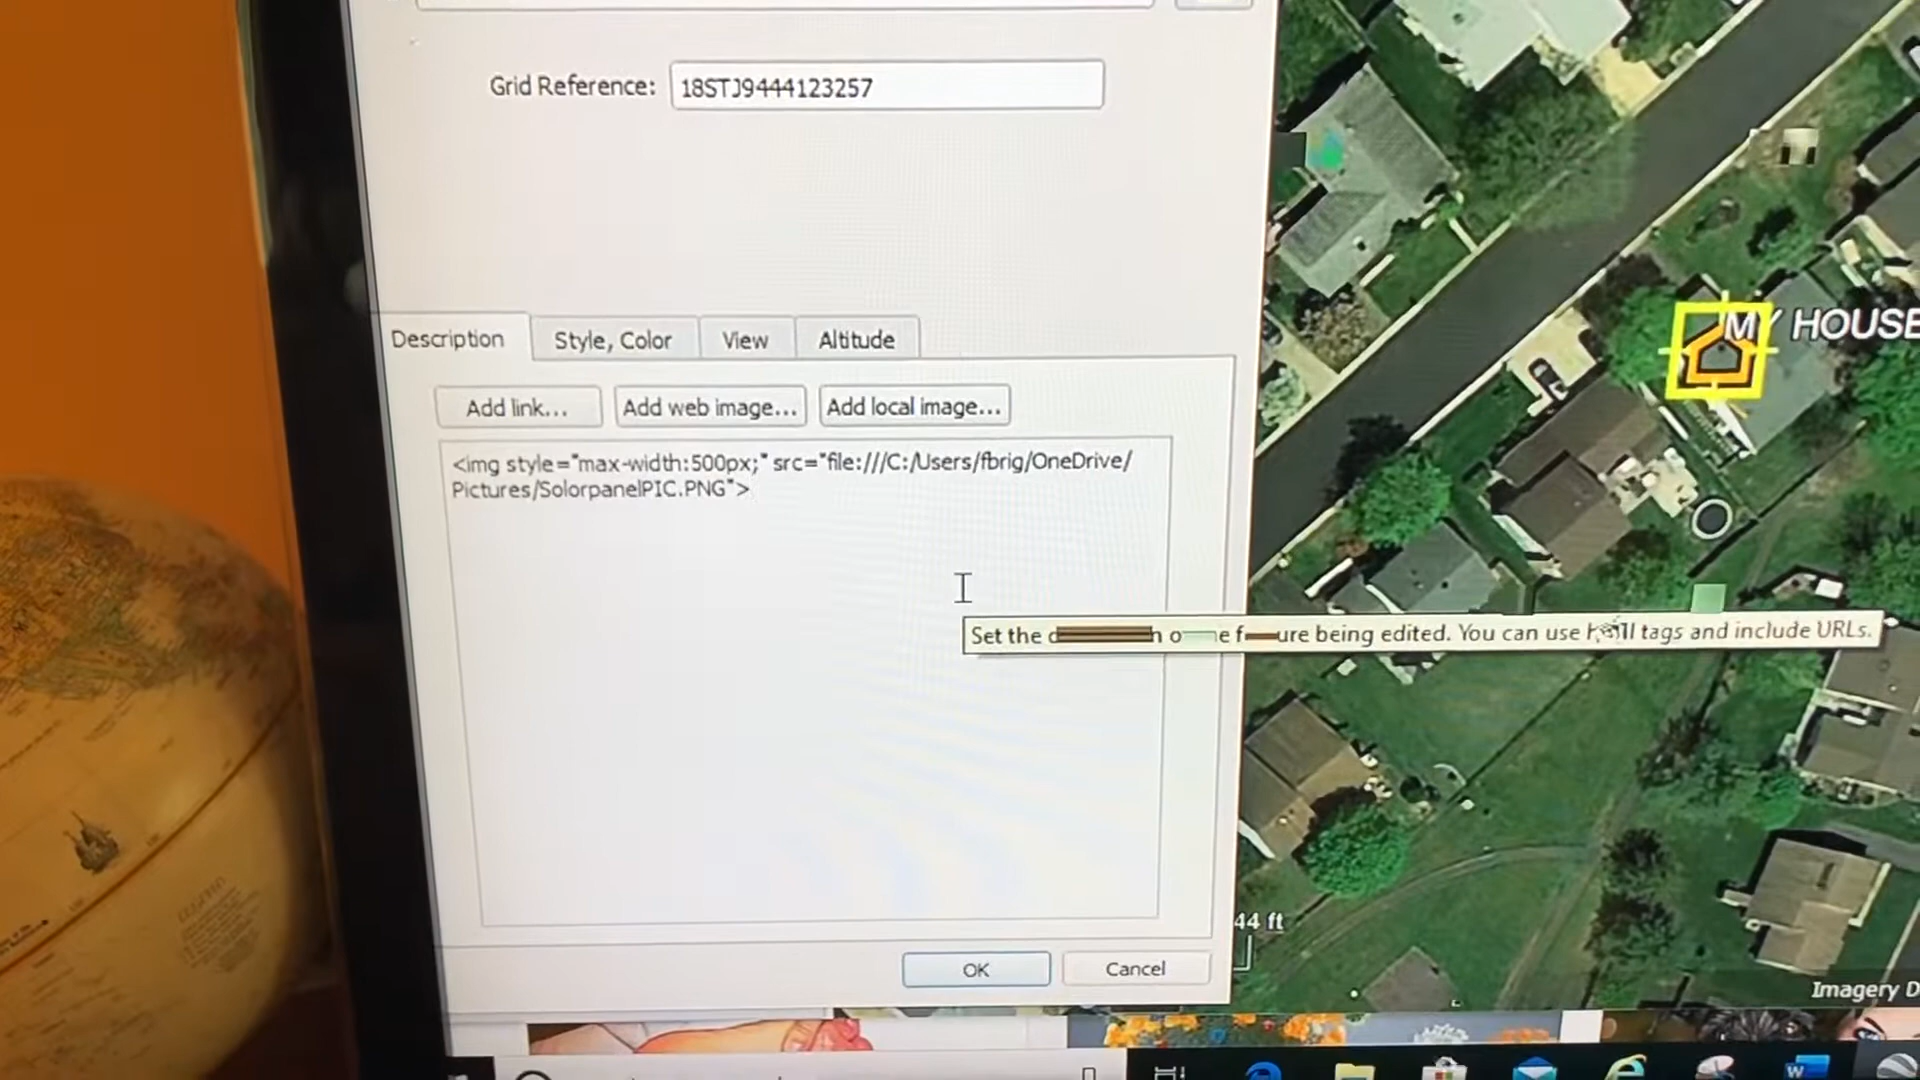 Grid Reference: 18STJ9444123257
Description Style, Color View Altitude
Add link... Add web image... Add local image...
<img style="max-width:500px;" src="file:///C:/Users/fbrig/OneDrive/
Pictures/SolorpanelPIC.PNG">
MY HOUSE
Set the being edited. You can use tags and include URLs.
44 ft
OK Cancel
Imagery